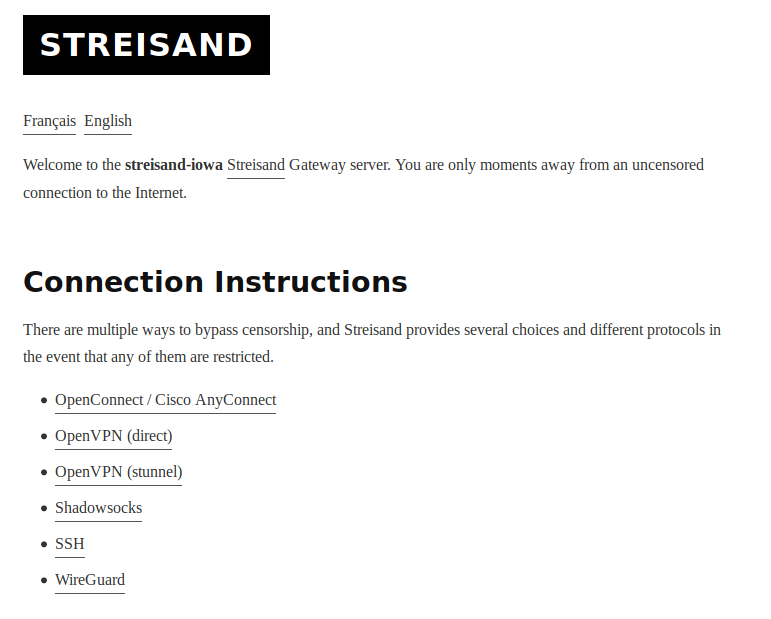 STREISAND
Français English
Welcome to the streisand-iowa Streisand Gateway server. You are only moments away from an uncensored
connection to the Internet.
Connection Instructions
There are multiple ways to bypass censorship, and Streisand provides several choices and different protocols in
the event that any of them are restricted.
OpenConnect / Cisco AnyConnect
OpenVPN (direct)
OpenVPN (stunnel)
Shadowsocks
SSH
WireGuard